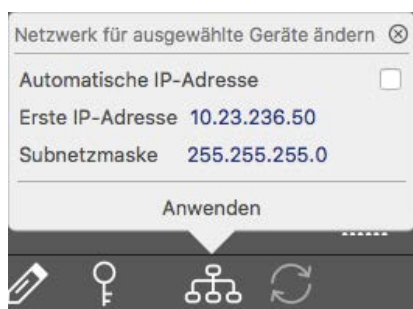 Netzwerk für ausgewählte Geräte ändern
Automatische IP-Adresse
Erste IP-Adresse 10.23.236.50
Subnetzmaske 255.255.255.0
Anwenden